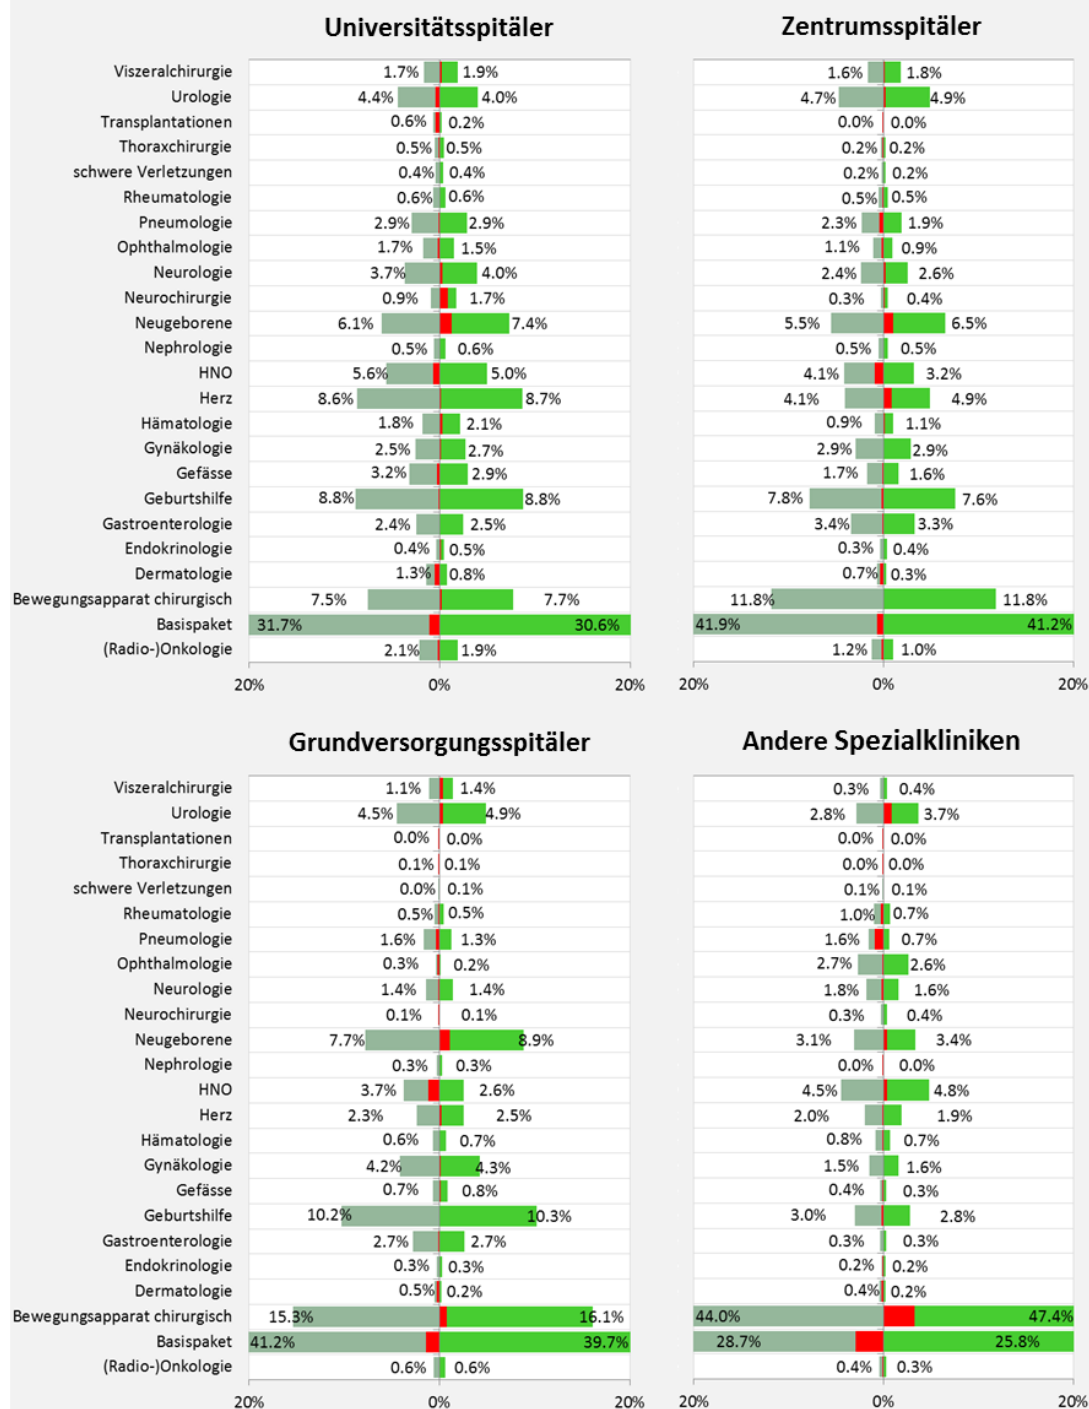 Universitätsspitäler Zentrumsspitäler
Viszeralchirurgie 1.7% 1.9% 1.6% 1.8%
Urologie 4.4% 4.0% 4.7% 4.9%
Transplantationen 0.6% 0.2% 0.0% 0.0%
Thoraxchirurgie 0.5% 0.5% 0.2% 0.2%
schwere Verletzungen 0.4% 0.4% 0.2% 0.2%
Rheumatologie 0.6% 0.6% 0.5% 0.5%
Pneumologie 2.9% 2.9% 2.3% 1.9%
Ophthalmologie 1.7% 1.5% 1.1% 0.9%
Neurologie 3.7% 4.0% 2.4% 2.6%
Neurochirurgie 0.9% 1.7% 0.3% 0.4%
Neugeborene 6.1% 7.4% 5.5% 6.5%
Nephrologie 0.5% 0.6% 0.5% 0.5%
HNO 5.6% 5.0% 4.1% 3.2%
Herz 8.6% 8.7% 4.1% 4.9%
Hämatologie 1.8% 2.1% 0.9% 1.1%
Gynäkologie 2.5% 2.7% 2.9% 2.9%
Gefässe 3.2% 2.9% 1.7% 1.6%
Geburtshilfe 8.8% 8.8% 7.8% 7.6%
Gastroenterologie 2.4% 2.5% 3.4% 3.3%
Endokrinologie 0.4% 0.5% 0.3% 0.4%
Dermatologie 1.3% 0.8% 0.7% 0.3%
Bewegungsapparat chirurgisch 7.5% 7.7% 11.8% 11.8%
Basispaket 31.7% 30.6% 41.9% 41.2%
(Radio-)Onkologie 2.1% 1.9% 1.2% 1.0%
20% 0% 20% 20% 0% 20%
Grundversorgungsspitäler Andere Spezialkliniken
Viszeralchirurgie 1.1% 1.4% 0.3% 0.4%
Urologie 4.5% 4.9% 2.8% 3.7%
Transplantationen 0.0% 0.0% 0.0% 0.0%
Thoraxchirurgie 0.1% 0.1% 0.0% 0.0%
schwere Verletzungen 0.0% 0.1% 0.1% 0.1%
Rheumatologie 0.5% 0.5% 1.0% 0.7%
Pneumologie 1.6% 1.3% 1.6% 0.7%
Ophthalmologie 0.3% 0.2% 2.7% 2.6%
Neurologie 1.4% 1.4% 1.8% 1.6%
Neurochirurgie 0.1% 0.1% 0.3% 0.4%
Neugeborene 7.7% 8.9% 3.1% 3.4%
Nephrologie 0.3% 0.3% 0.0% 0.0%
HNO 3.7% 2.6% 4.5% 4.8%
Herz 2.3% 2.5% 2.0% 1.9%
Hämatologie 0.6% 0.7% 0.8% 0.7%
Gynäkologie 4.2% 4.3% 1.5% 1.6%
Gefässe 0.7% 0.8% 0.4% 0.3%
Geburtshilfe 10.2% 10.3% 3.0% 2.8%
Gastroenterologie 2.7% 2.7% 0.3% 0.3%
Endokrinologie 0.3% 0.3% 0.2% 0.2%
Dermatologie 0.5% 0.2% 0.4% 0.2%
Bewegungsapparat chirurgisch 15.3% 16.1% 44.0% 47.4%
Basispaket 41.2% 39.7% 28.7% 25.8%
(Radio-)Onkologie 0.6% 0.6% 0.4% 0.3%
20% 0% 20% 20% 0% 20%